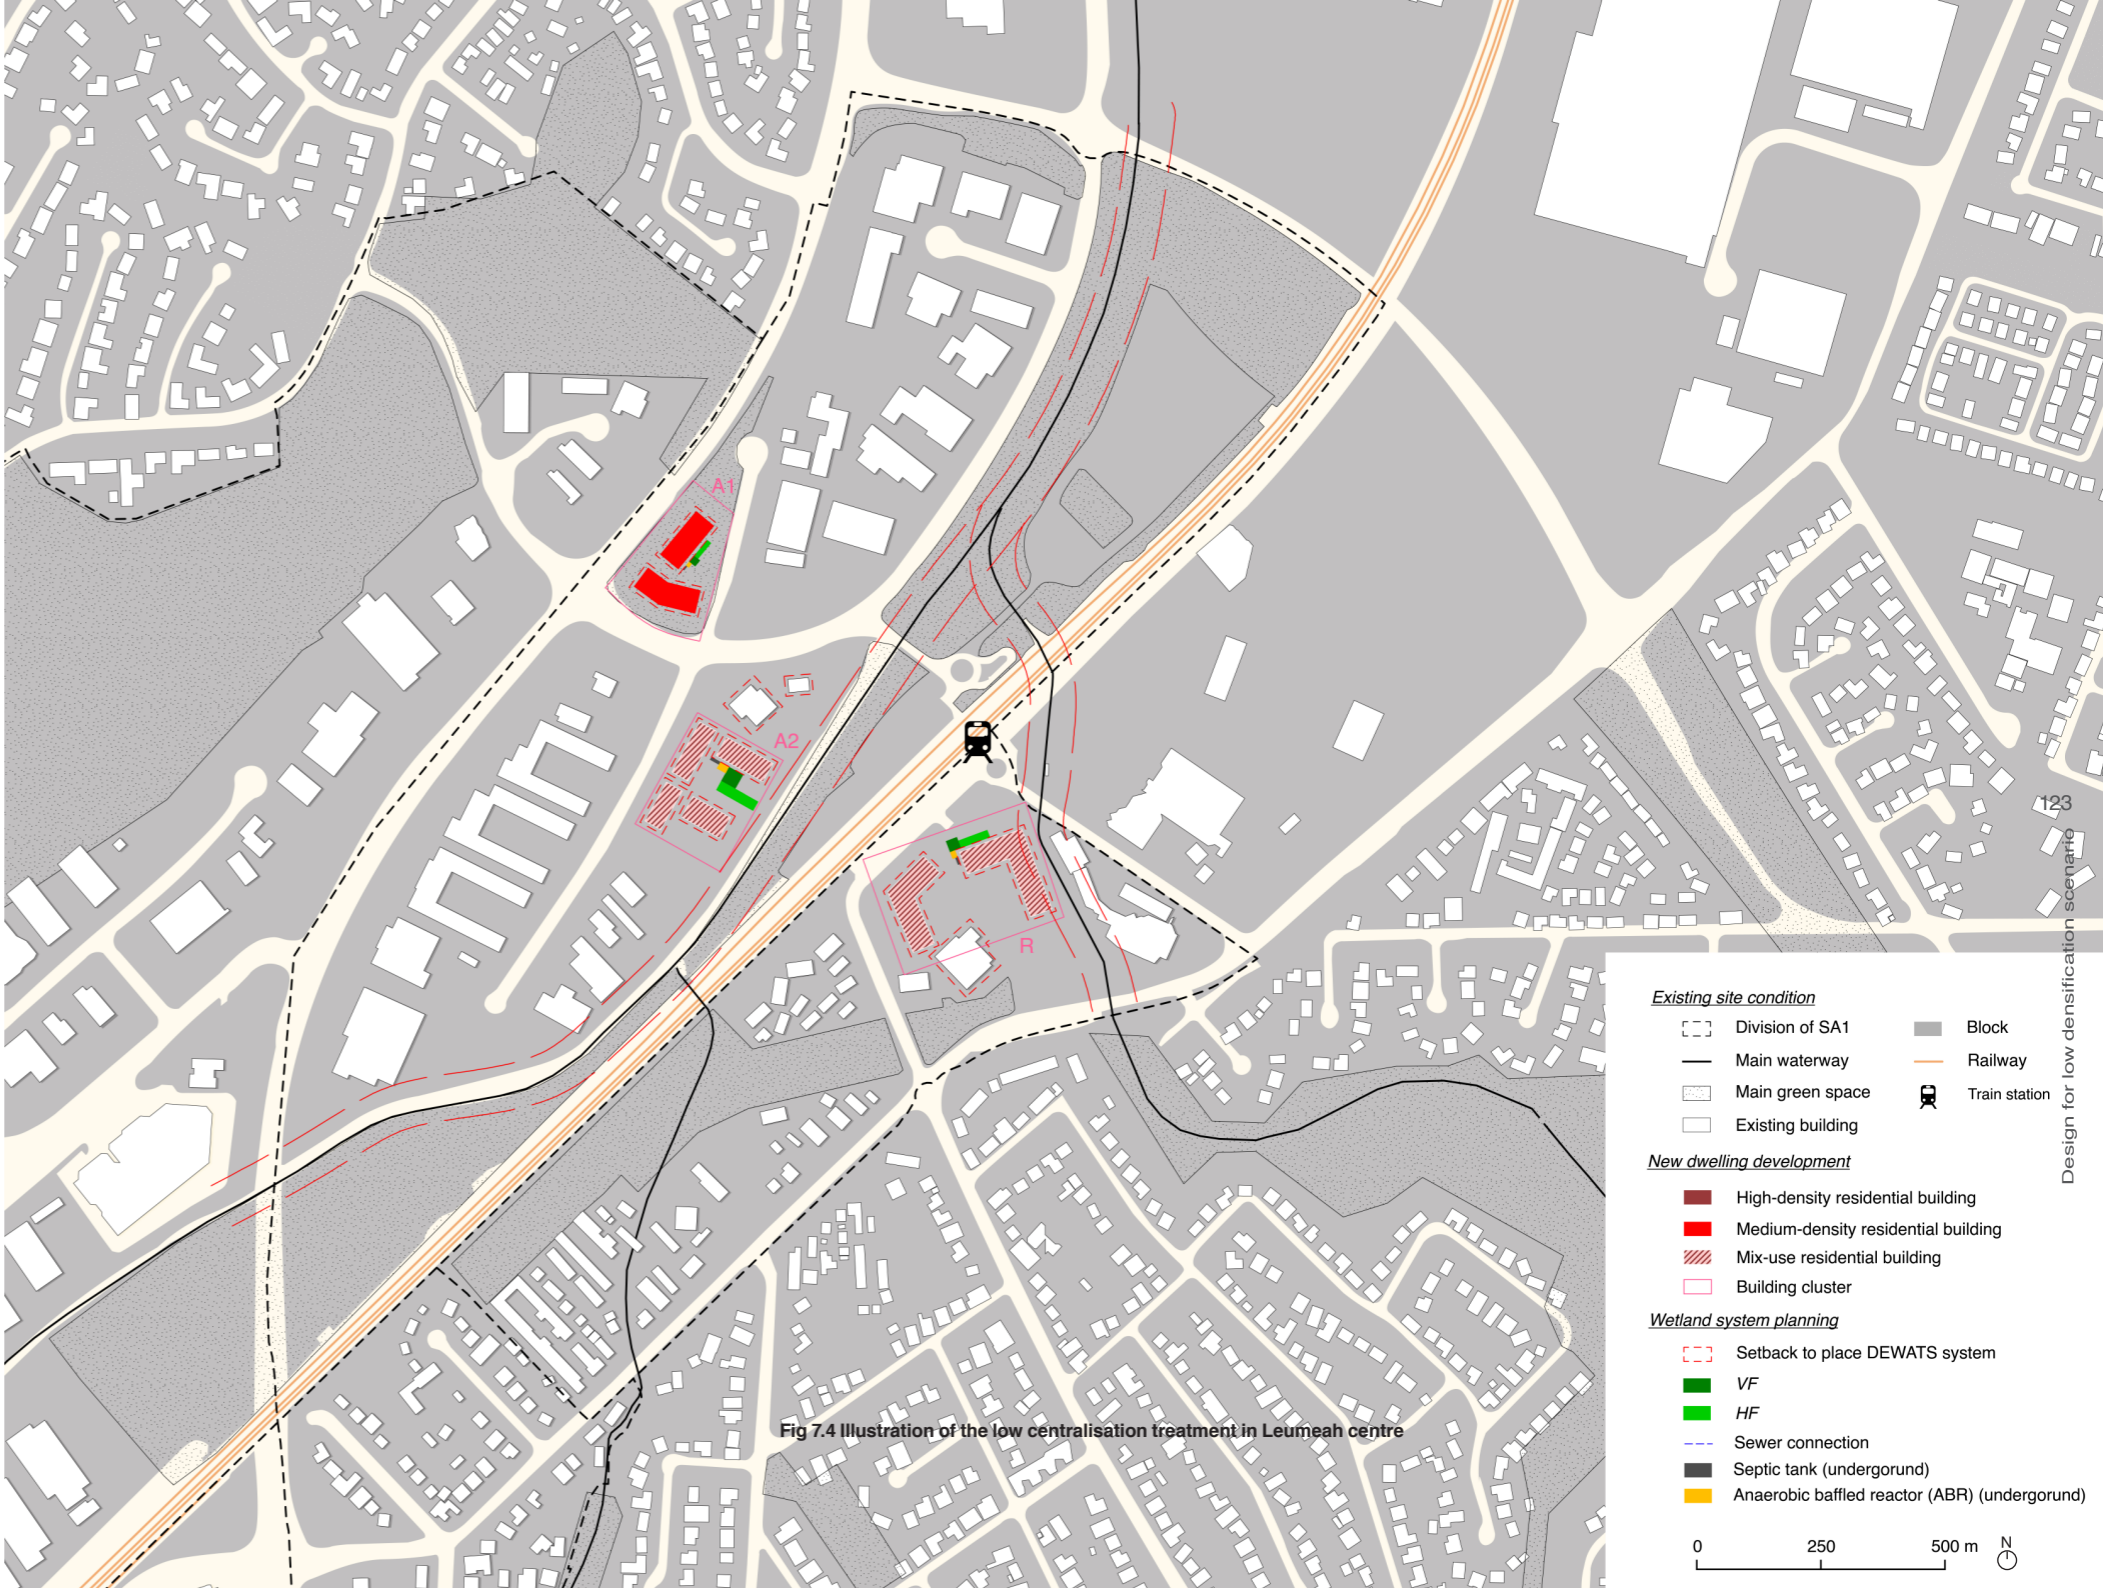 A1
A2
R
123
Design for low densification scenario
Fig 7.4 Illustration of the low centralisation treatment in Leumeah centre
Existing site condition
Division of SA1
Main waterway
Main green space
Existing building
Block
Railway
Train station
New dwelling development
High-density residential building
Medium-density residential building
Mix-use residential building
Building cluster
Wetland system planning
Setback to place DEWATS system
VF
HF
Sewer connection
Septic tank (undergorund)
Anaerobic baffled reactor (ABR) (undergorund)
0 250 500 m N